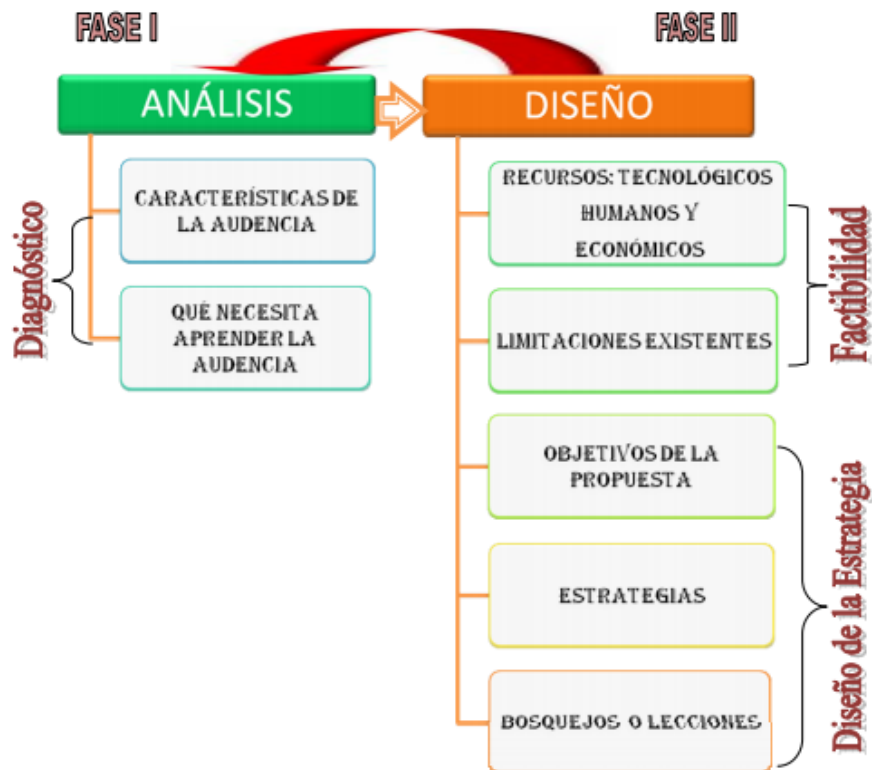 FASE I
FASE II
ANÁLISIS
DISEÑO
Diagnóstico
CARACTERÍSTICAS DE
LA AUDENCIA
QUÉ NECESITA
APRENDER LA
AUDENCIA
RECURSOS: TECNOLÓGICOS
HUMANOS Y
ECONÓMICOS
LIMITACIONES EXISTENTES
Factibilidad
OBJETIVOS DE LA
PROPUESTA
ESTRATEGIAS
BOSQUEJOS O LECCIONES
Diseño de la Estrategia